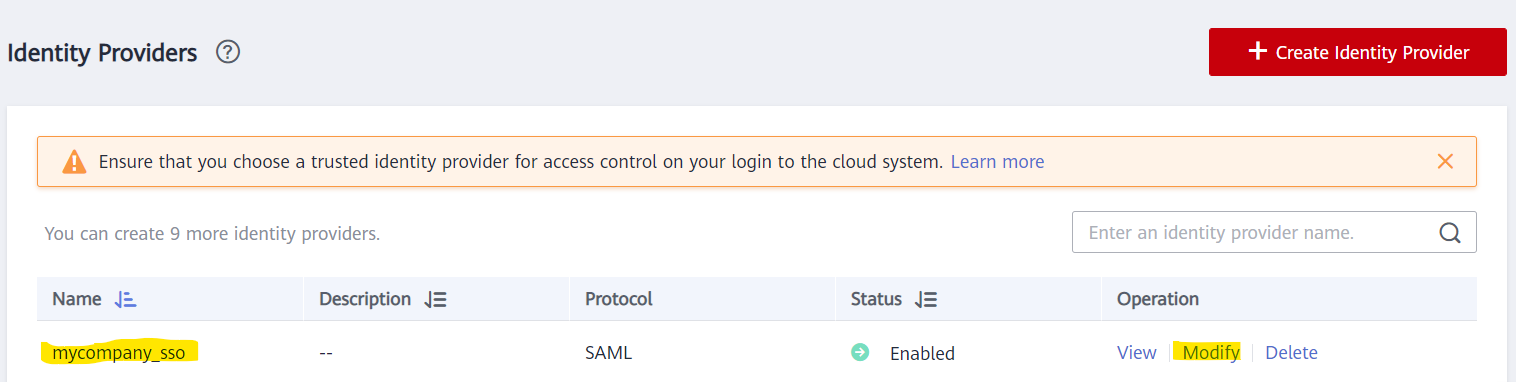 Identity Providers ?
+ Create Identity Provider
Ensure that you choose a trusted identity provider for access control on your login to the cloud system. Learn more
You can create 9 more identity providers.
Enter an identity provider name.
Name Description Protocol Status Operation
mycompany_sso -- SAML Enabled View Modify Delete